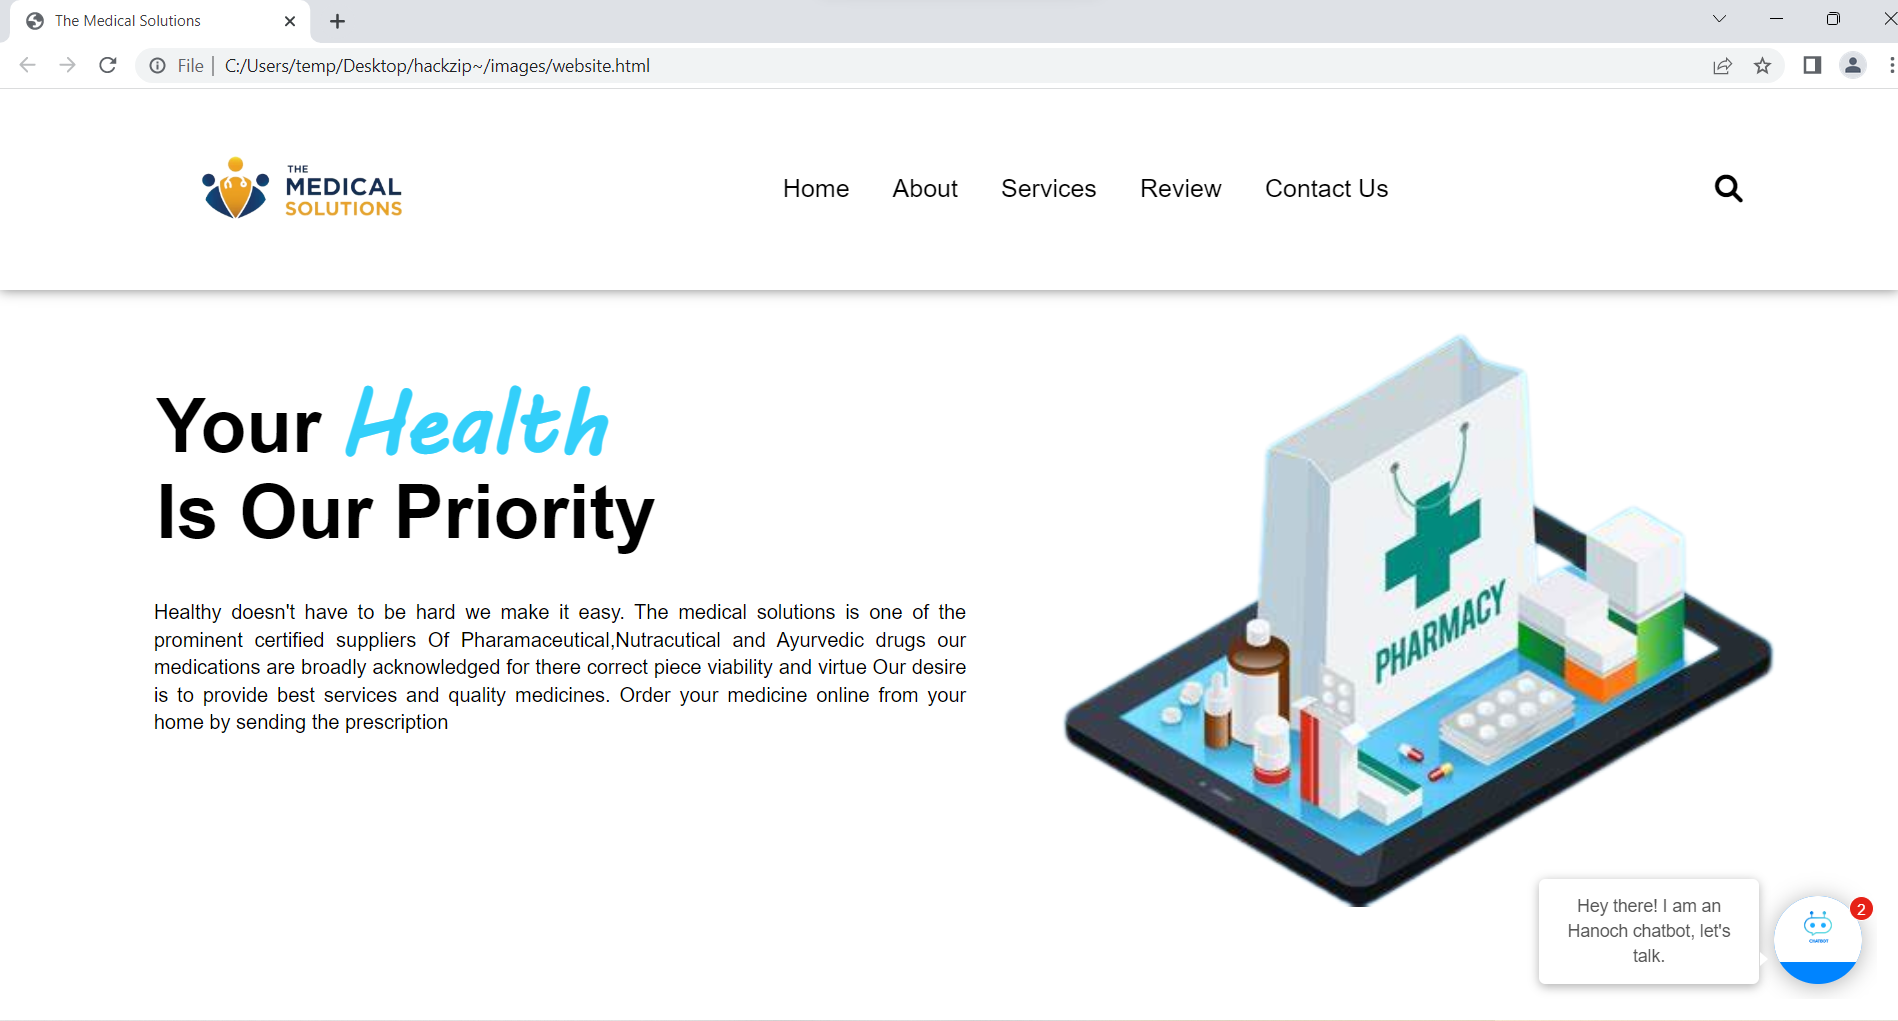 The Medical Solutions
File | C:/Users/temp/Desktop/hackzip~/images/website.html
THE
MEDICAL
SOLUTIONS
Home About Services Review Contact Us
Your Health
Is Our Priority
Healthy doesn't have to be hard we make it easy. The medical solutions is one of the
prominent certified suppliers Of Pharamaceutical,Nutracutical and Ayurvedic drugs our
medications are broadly acknowledged for there correct piece viability and virtue Our desire
is to provide best services and quality medicines. Order your medicine online from your
home by sending the prescription
PHARMACY
Hey there! I am an
Hanoch chatbot, let's
talk.
2
CHATBOT